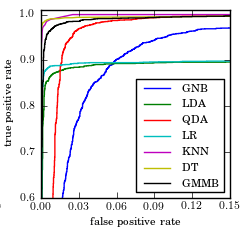 1.0
0.9
0.8
0.7
0.6
true positive rate
GNB
LDA
QDA
LR
KNN
DT
GMMB
0.00 0.03 0.06 0.09 0.12 0.15
false positive rate